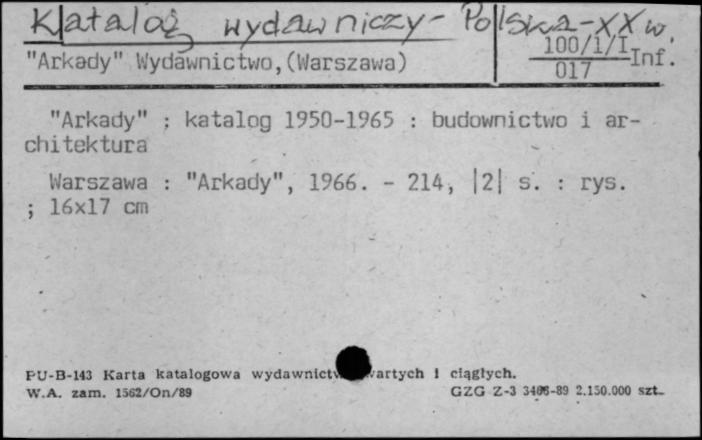 Katalog wydawniczy - Polska - XX w.
"Arkady" Wydawnictwo, (Warszawa)
100/1/I
017
Inf.
"Arkady" ; katalog 1950-1965 : budownictwo i ar-
chitektura
Warszawa : "Arkady", 1966. - 214, |2| s. : rys.
; 16x17 cm
PU-B-143 Karta katalogowa wydawnictw zwartych i ciągłych.
W.A. zam. 1562/On/89
GZG Z-3 3406-89 2.150.000 szt.